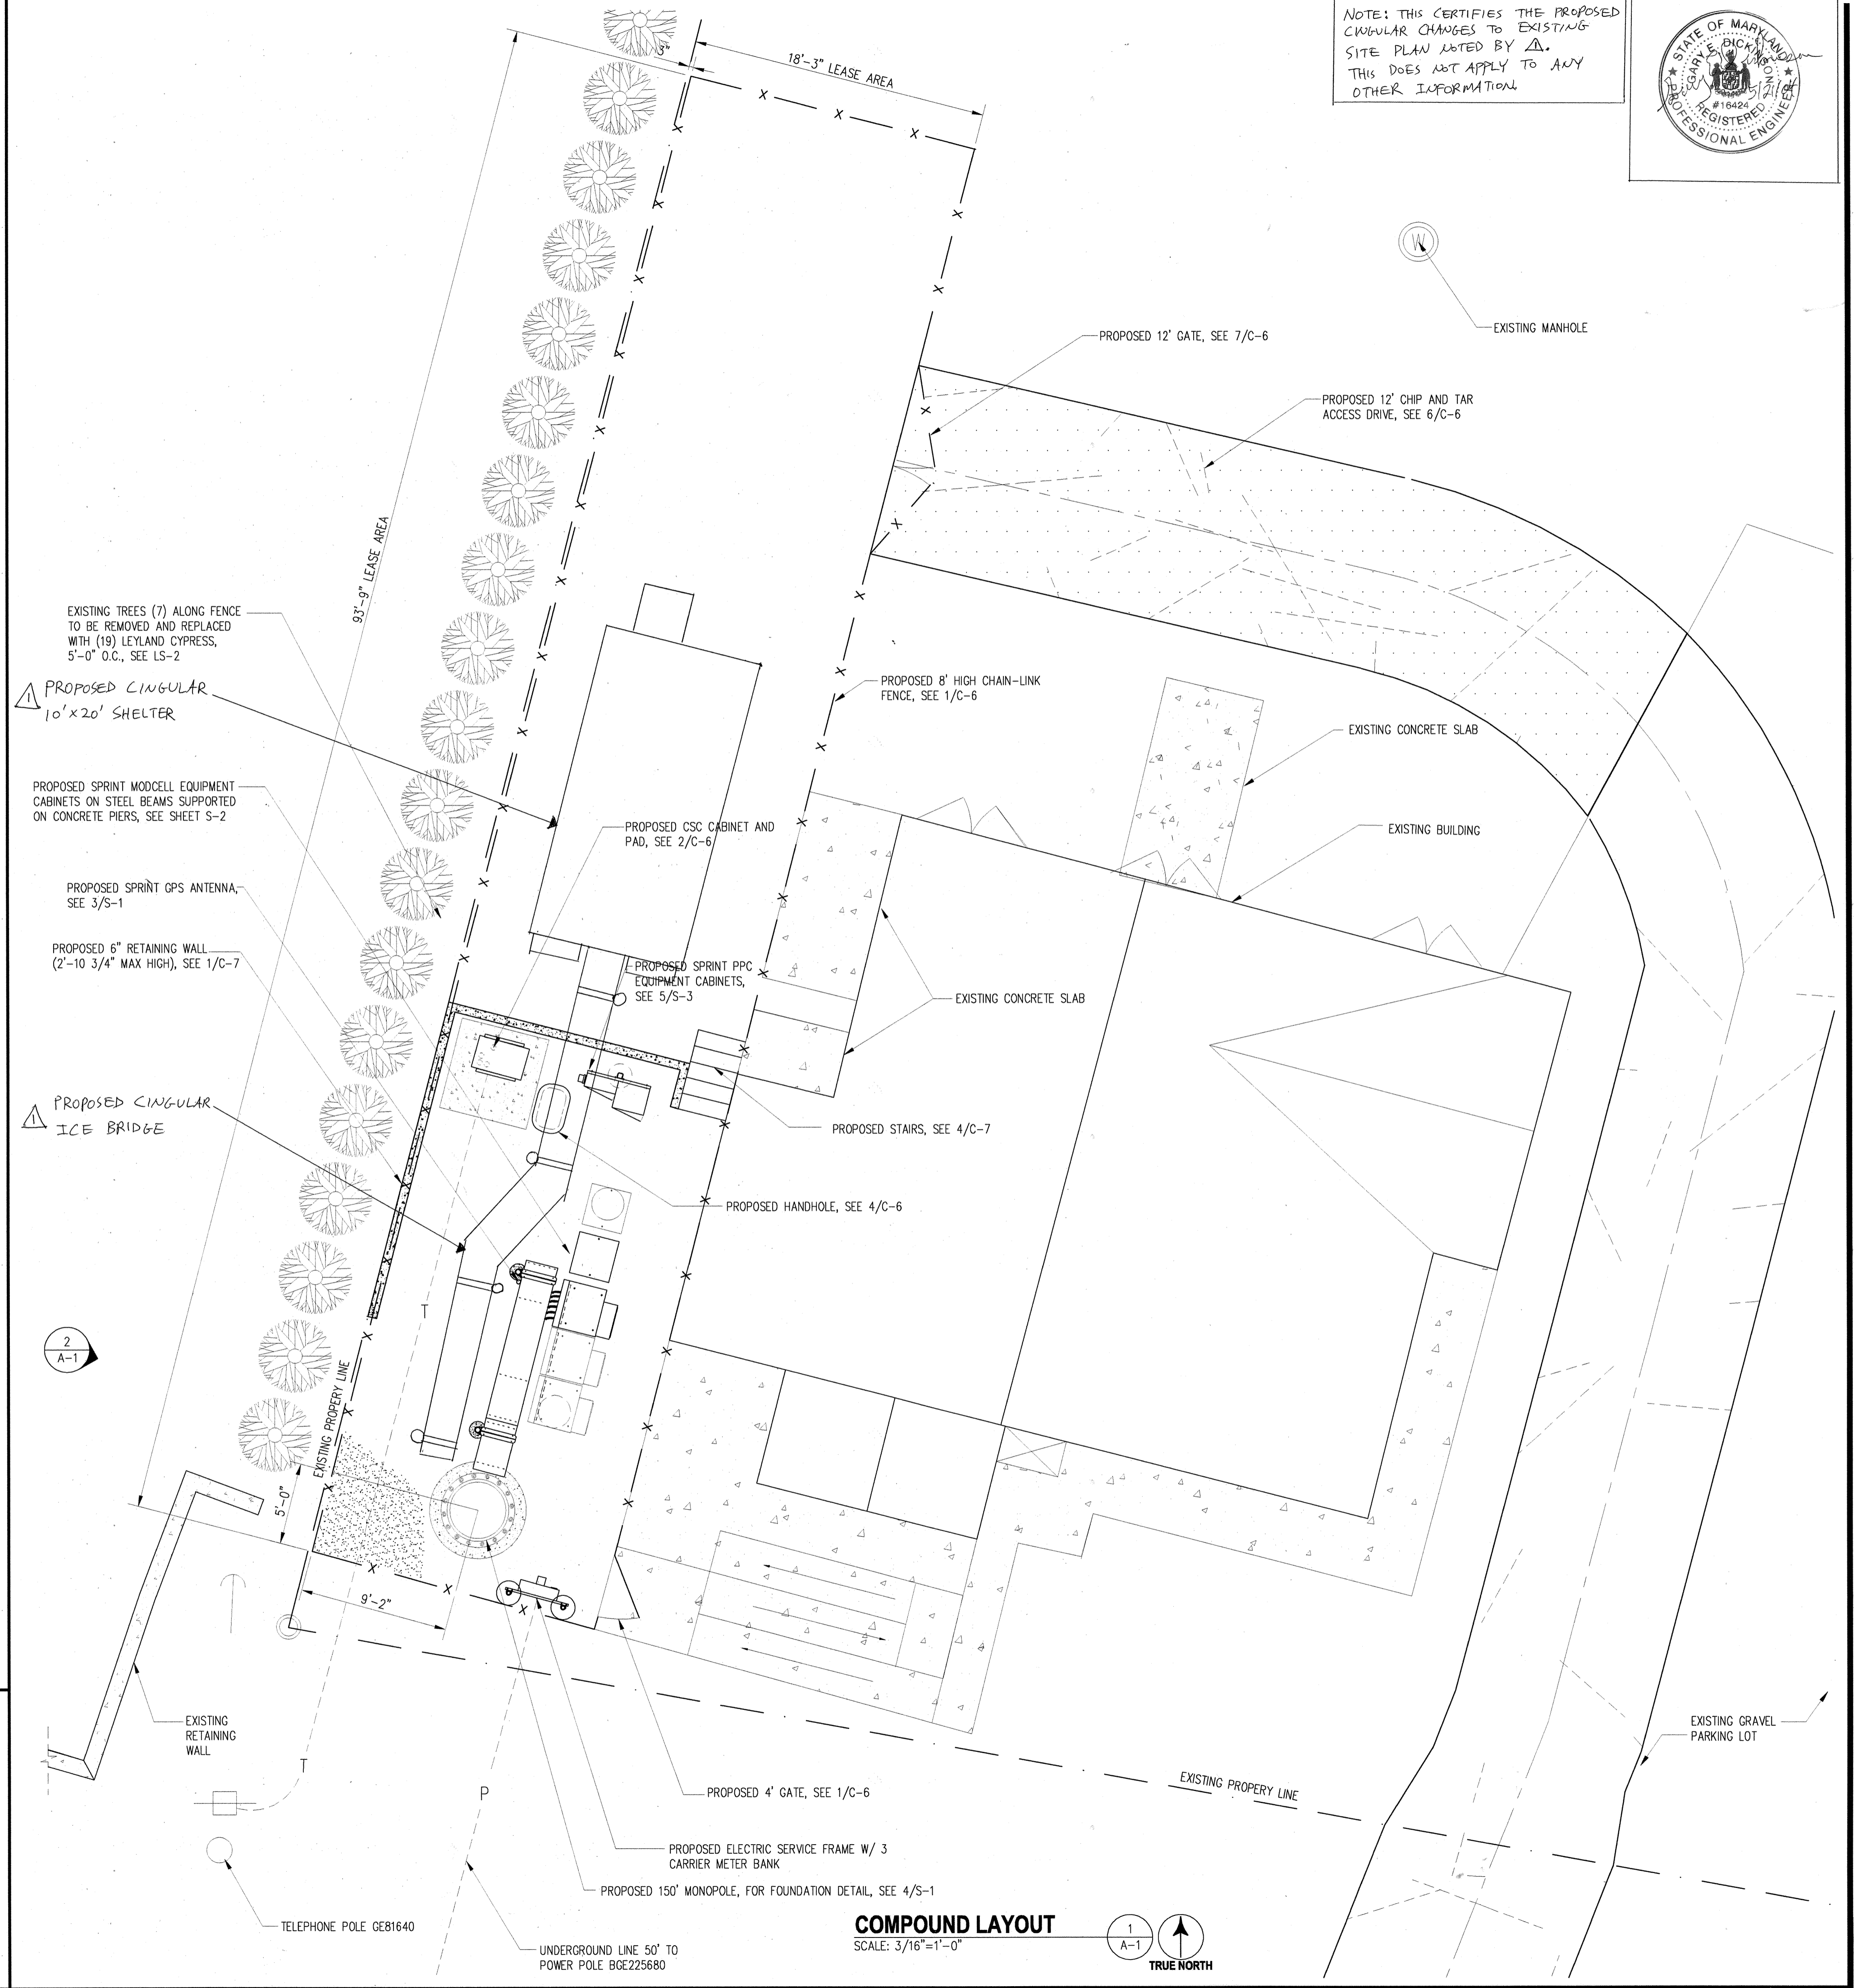 NOTE: THIS CERTIFIES THE PROPOSED
CINGULAR CHANGES TO EXISTING
SITE PLAN NOTED BY 1.
THIS DOES NOT APPLY TO ANY
OTHER INFORMATION
STATE OF MARYLAND
GARY E. DICKINSON
#16424
REGISTERED
PROFESSIONAL ENGINEER
3"
18'-3" LEASE AREA
W
EXISTING MANHOLE
PROPOSED 12' GATE, SEE 7/C-6
PROPOSED 12' CHIP AND TAR
ACCESS DRIVE, SEE 6/C-6
93'-9" LEASE AREA
EXISTING TREES (7) ALONG FENCE
TO BE REMOVED AND REPLACED
WITH (19) LEYLAND CYPRESS,
5'-0" O.C., SEE LS-2
1 PROPOSED CINGULAR
10'x20' SHELTER
PROPOSED 8' HIGH CHAIN-LINK
FENCE, SEE 1/C-6
EXISTING CONCRETE SLAB
PROPOSED SPRINT MODCELL EQUIPMENT
CABINETS ON STEEL BEAMS SUPPORTED
ON CONCRETE PIERS, SEE SHEET S-2
PROPOSED CSC CABINET AND
PAD, SEE 2/C-6
EXISTING BUILDING
PROPOSED SPRINT GPS ANTENNA,
SEE 3/S-1
PROPOSED 6" RETAINING WALL
(2'-10 3/4" MAX HIGH), SEE 1/C-7
PROPOSED SPRINT PPC
EQUIPMENT CABINETS,
SEE 5/S-3
EXISTING CONCRETE SLAB
1 PROPOSED CINGULAR
ICE BRIDGE
PROPOSED STAIRS, SEE 4/C-7
PROPOSED HANDHOLE, SEE 4/C-6
T
2
A-1
EXISTING PROPERY LINE
5'-0"
9'-2"
EXISTING
RETAINING
WALL
T
P
EXISTING GRAVEL
PARKING LOT
EXISTING PROPERY LINE
PROPOSED 4' GATE, SEE 1/C-6
PROPOSED ELECTRIC SERVICE FRAME W/ 3
CARRIER METER BANK
PROPOSED 150' MONOPOLE, FOR FOUNDATION DETAIL, SEE 4/S-1
TELEPHONE POLE GE81640
UNDERGROUND LINE 50' TO
POWER POLE BGE225680
COMPOUND LAYOUT
SCALE: 3/16"=1'-0"
1
A-1
TRUE NORTH